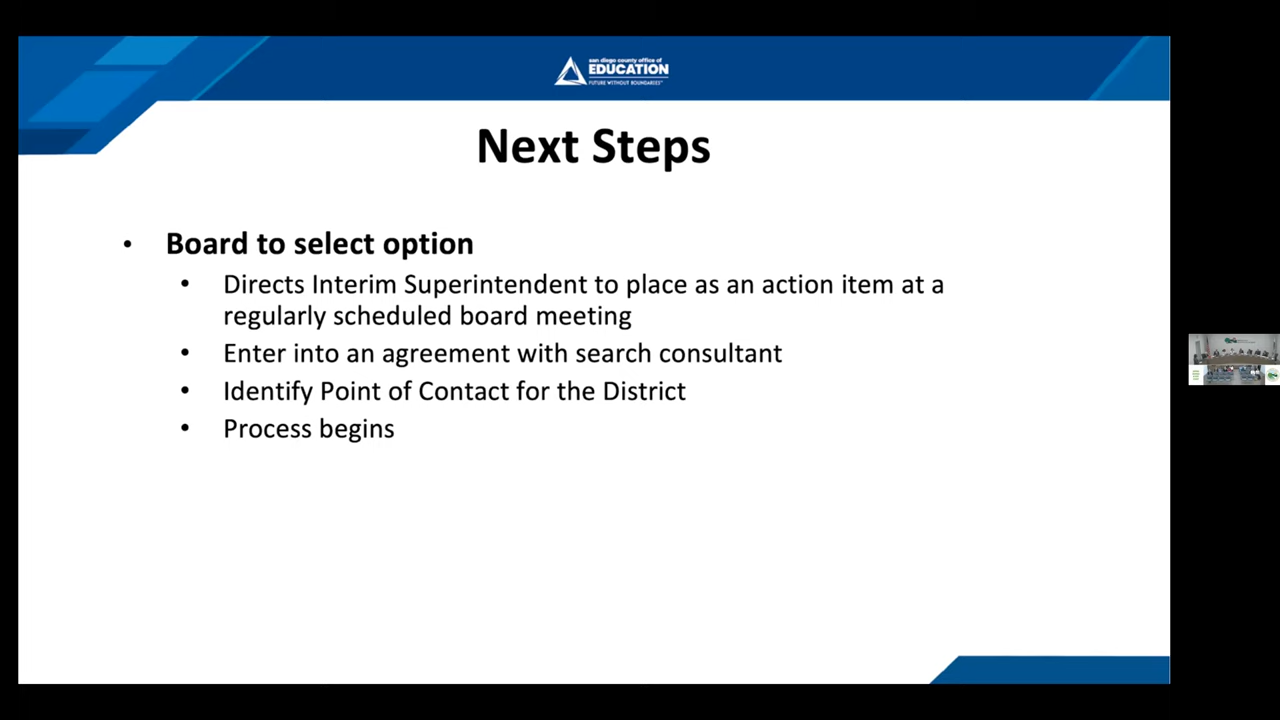 san diego county office of
EDUCATION
FUTURE WITHOUT BOUNDARIES™
Next Steps
• Board to select option
• Directs Interim Superintendent to place as an action item at a
regularly scheduled board meeting
• Enter into an agreement with search consultant
• Identify Point of Contact for the District
• Process begins